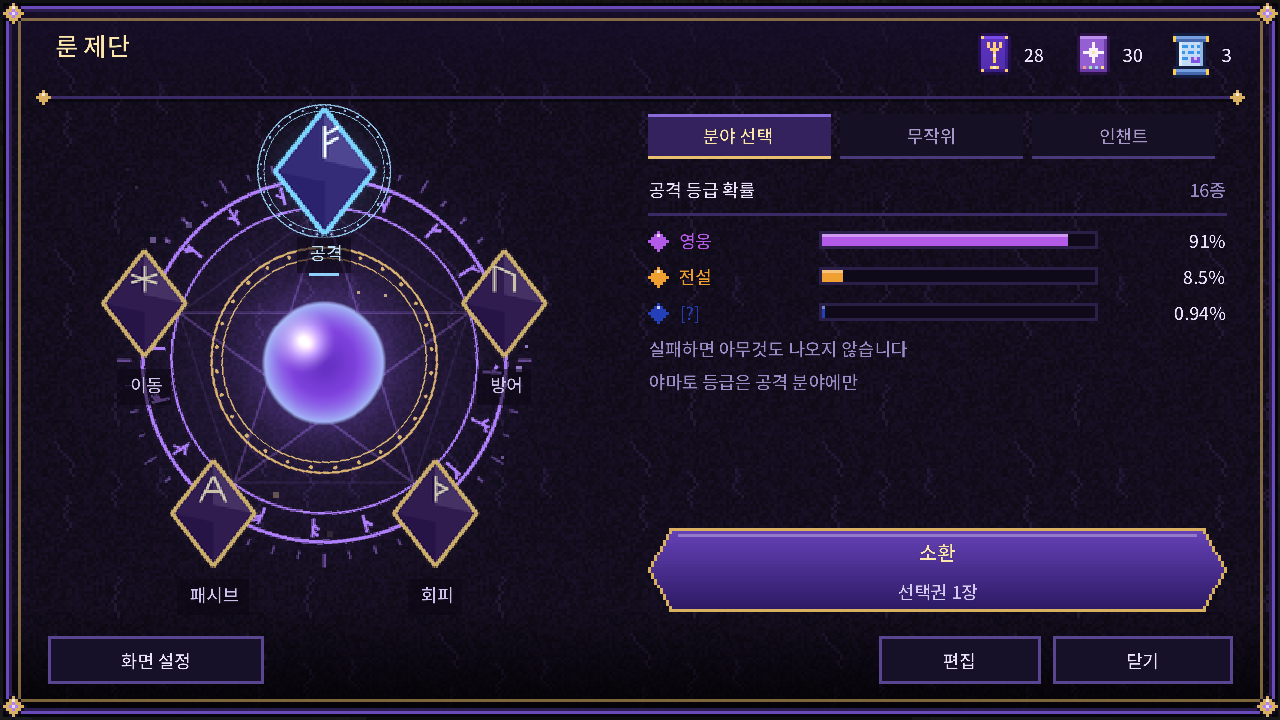 룬 제단
28
30
3
분야 선택
무작위
인챈트
공격 등급 확률
16종
영웅
91%
전설
8.5%
[?]
0.94%
실패하면 아무것도 나오지 않습니다
야마토 등급은 공격 분야에만
공격
이동
방어
패시브
회피
소환
선택권 1장
화면 설정
편집
닫기